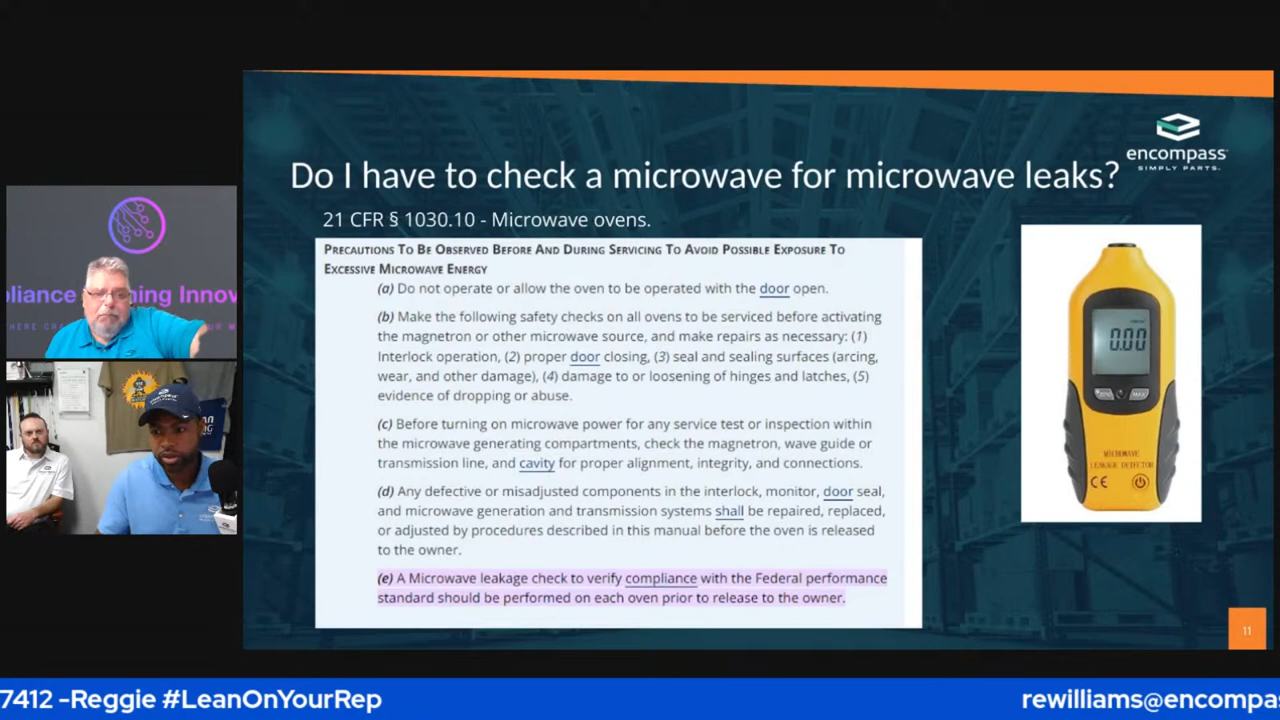 encompass
SIMPLY PARTS.
Do I have to check a microwave for microwave leaks?
21 CFR § 1030.10 - Microwave ovens.
PRECAUTIONS TO BE OBSERVED BEFORE AND DURING SERVICING TO AVOID POSSIBLE EXPOSURE TO
EXCESSIVE MICROWAVE ENERGY
(a) Do not operate or allow the oven to be operated with the door open.
(b) Make the following safety checks on all ovens to be serviced before activating
the magnetron or other microwave source, and make repairs as necessary: (1)
Interlock operation, (2) proper door closing, (3) seal and sealing surfaces (arcing,
wear, and other damage), (4) damage to or loosening of hinges and latches, (5)
evidence of dropping or abuse.
(c) Before turning on microwave power for any service test or inspection within
the microwave generating compartments, check the magnetron, wave guide or
transmission line, and cavity for proper alignment, integrity, and connections.
(d) Any defective or misadjusted components in the interlock, monitor, door seal,
and microwave generation and transmission systems shall be repaired, replaced,
or adjusted by procedures described in this manual before the oven is released
to the owner.
(e) A Microwave leakage check to verify compliance with the Federal performance
standard should be performed on each oven prior to release to the owner.
0.00
MAX
MICROWAVE
LEAKAGE DETECTOR
CE
11
pliance ning Innov
7412 -Reggie #LeanOnYourRep
rewilliams@encompas